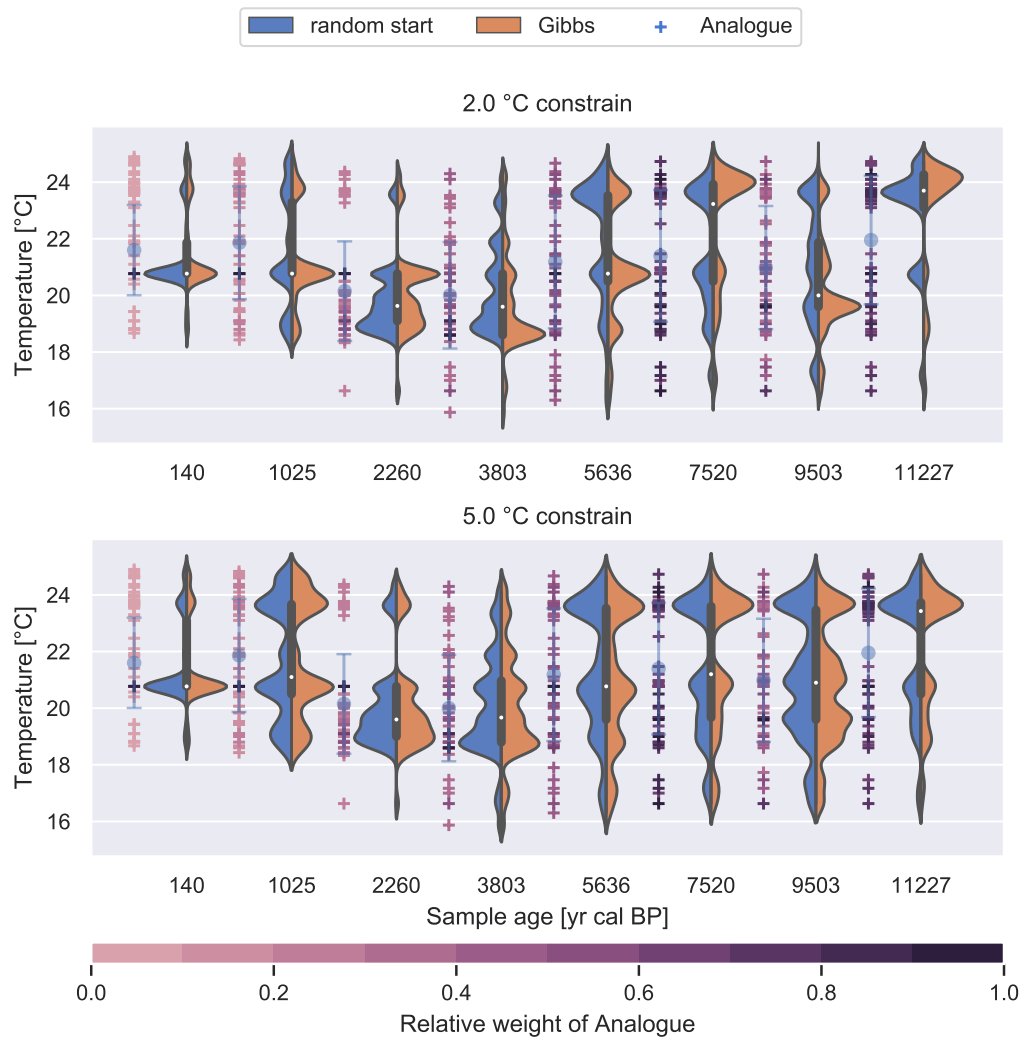 random start Gibbs Analogue
2.0 °C constrain
Temperature [°C]
24
22
20
18
16
140 1025 2260 3803 5636 7520 9503 11227
5.0 °C constrain
Temperature [°C]
24
22
20
18
16
140 1025 2260 3803 5636 7520 9503 11227
Sample age [yr cal BP]
0.0 0.2 0.4 0.6 0.8 1.0
Relative weight of Analogue